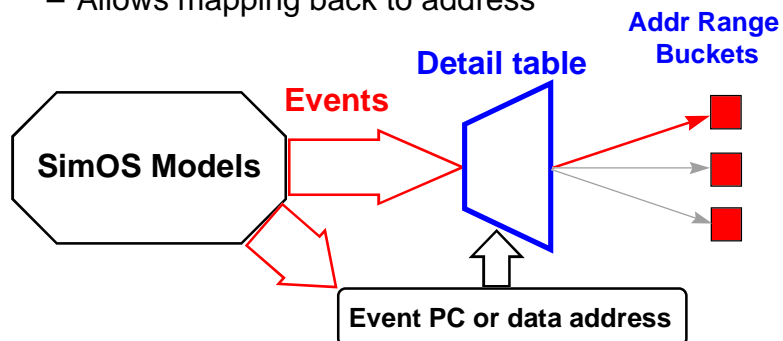 – Allows mapping back to address
Addr Range
Buckets
Detail table
Events
SimOS Models
Event PC or data address